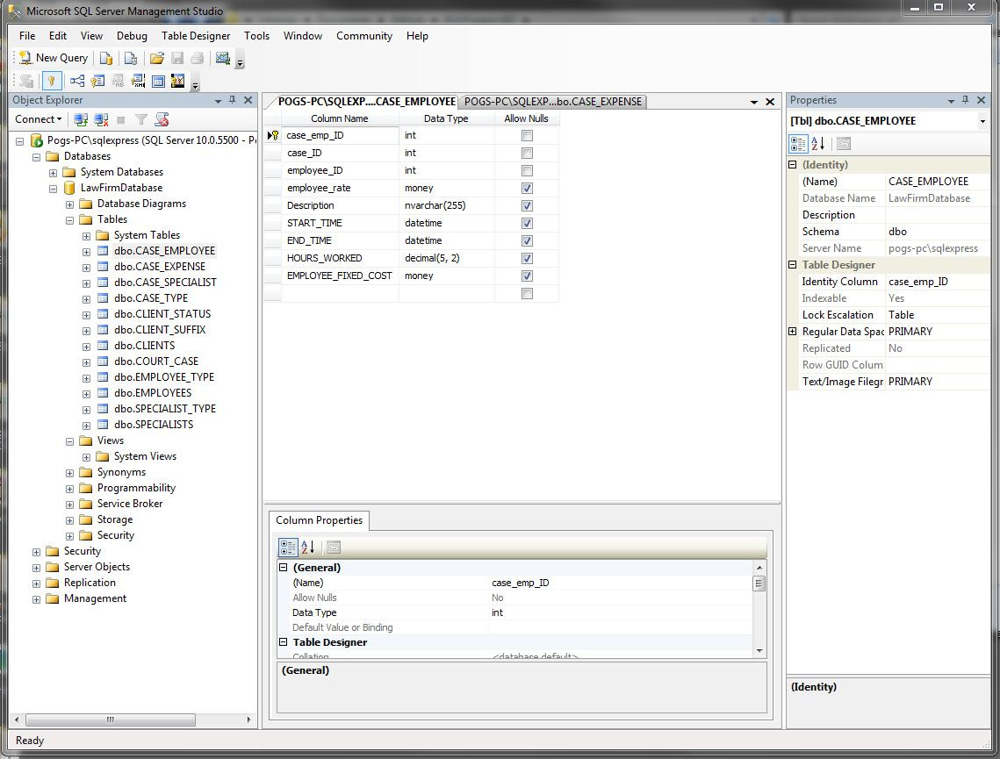 Microsoft SQL Server Management Studio
File Edit View Debug Table Designer Tools Window Community Help
New Query
Object Explorer
Connect
Pogs-PC\sqlexpress (SQL Server 10.0.5500 - P
Databases
System Databases
LawFirmDatabase
Database Diagrams
Tables
System Tables
dbo.CASE_EMPLOYEE
dbo.CASE_EXPENSE
dbo.CASE_SPECIALIST
dbo.CASE_TYPE
dbo.CLIENT_STATUS
dbo.CLIENT_SUFFIX
dbo.CLIENTS
dbo.COURT_CASE
dbo.EMPLOYEE_TYPE
dbo.EMPLOYEES
dbo.SPECIALIST_TYPE
dbo.SPECIALISTS
Views
System Views
Synonyms
Programmability
Service Broker
Storage
Security
Security
Server Objects
Replication
Management
POGS-PC\SQLEXP....CASE_EMPLOYEE POGS-PC\SQLEXP...bo.CASE_EXPENSE
Column Name Data Type Allow Nulls
case_emp_ID int
case_ID int
employee_ID int
employee_rate money
Description nvarchar(255)
START_TIME datetime
END_TIME datetime
HOURS_WORKED decimal(5, 2)
EMPLOYEE_FIXED_COST money
Column Properties
(General)
(Name) case_emp_ID
Allow Nulls No
Data Type int
Default Value or Binding
Table Designer
Collation <database default>
(General)
Properties
[Tbl] dbo.CASE_EMPLOYEE
(Identity)
(Name) CASE_EMPLOYEE
Database Name LawFirmDatabase
Description
Schema dbo
Server Name pogs-pc\sqlexpress
Table Designer
Identity Column case_emp_ID
Indexable Yes
Lock Escalation Table
Regular Data Spac PRIMARY
Replicated No
Row GUID Colum
Text/Image Filegr PRIMARY
(Identity)
Ready